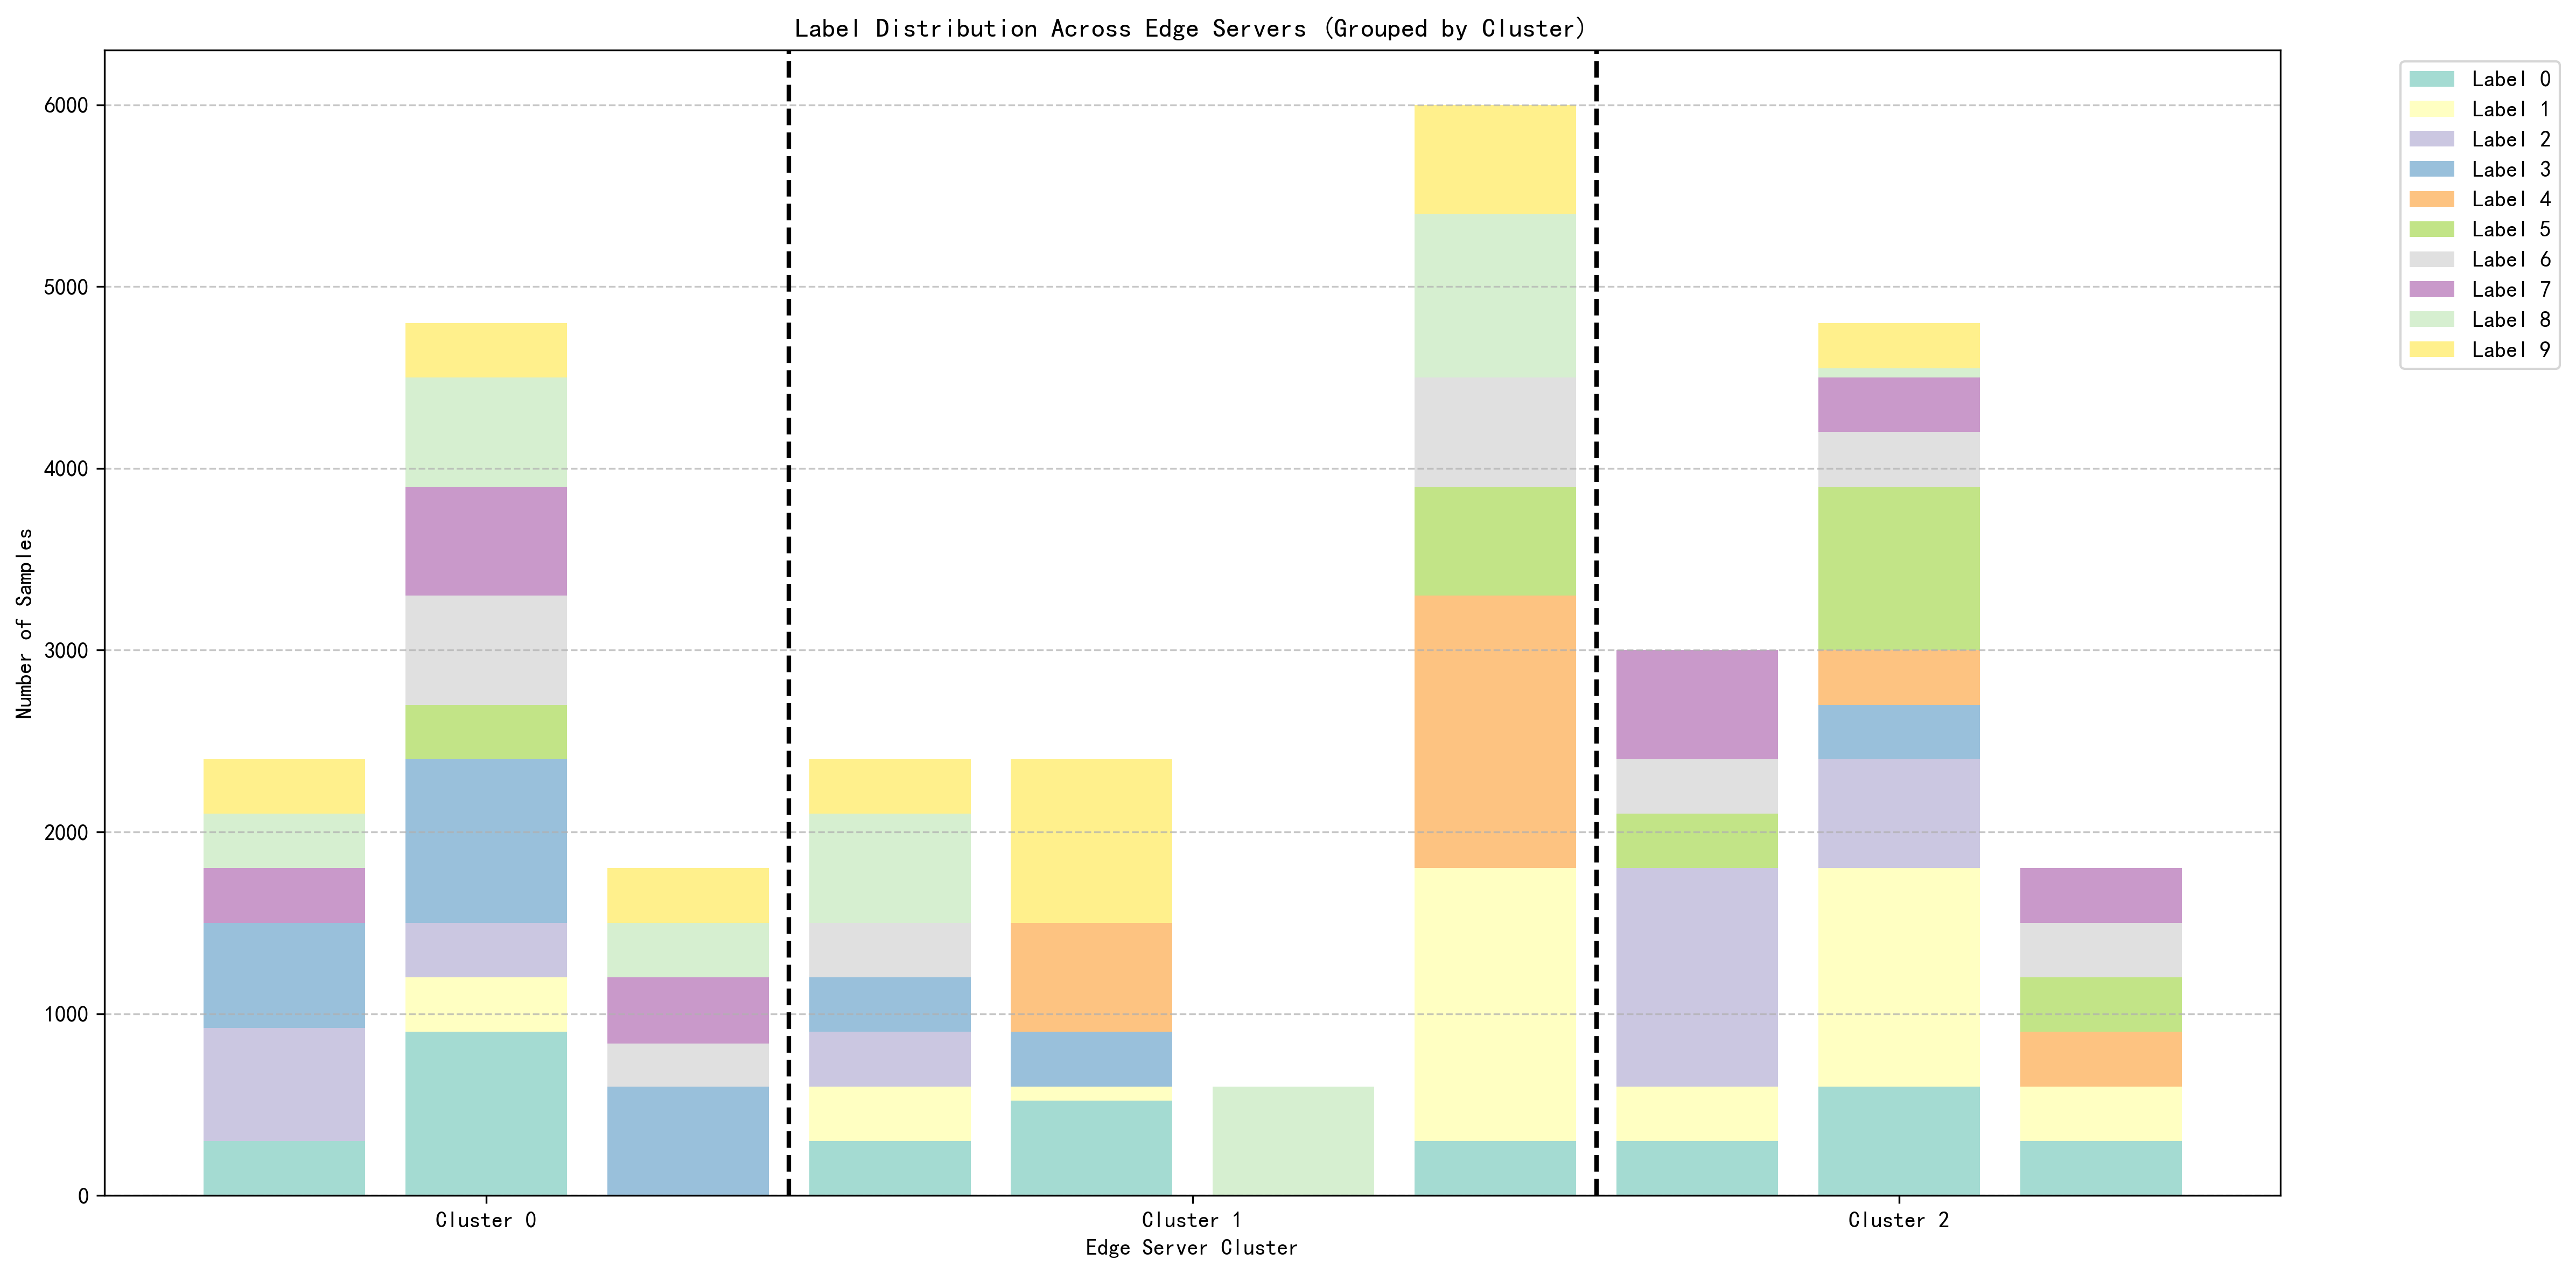 Label Distribution Across Edge Servers (Grouped by Cluster)
Number of Samples
6000
5000
4000
3000
2000
1000
0
Cluster 0
Cluster 1
Cluster 2
Edge Server Cluster
Label 0
Label 1
Label 2
Label 3
Label 4
Label 5
Label 6
Label 7
Label 8
Label 9